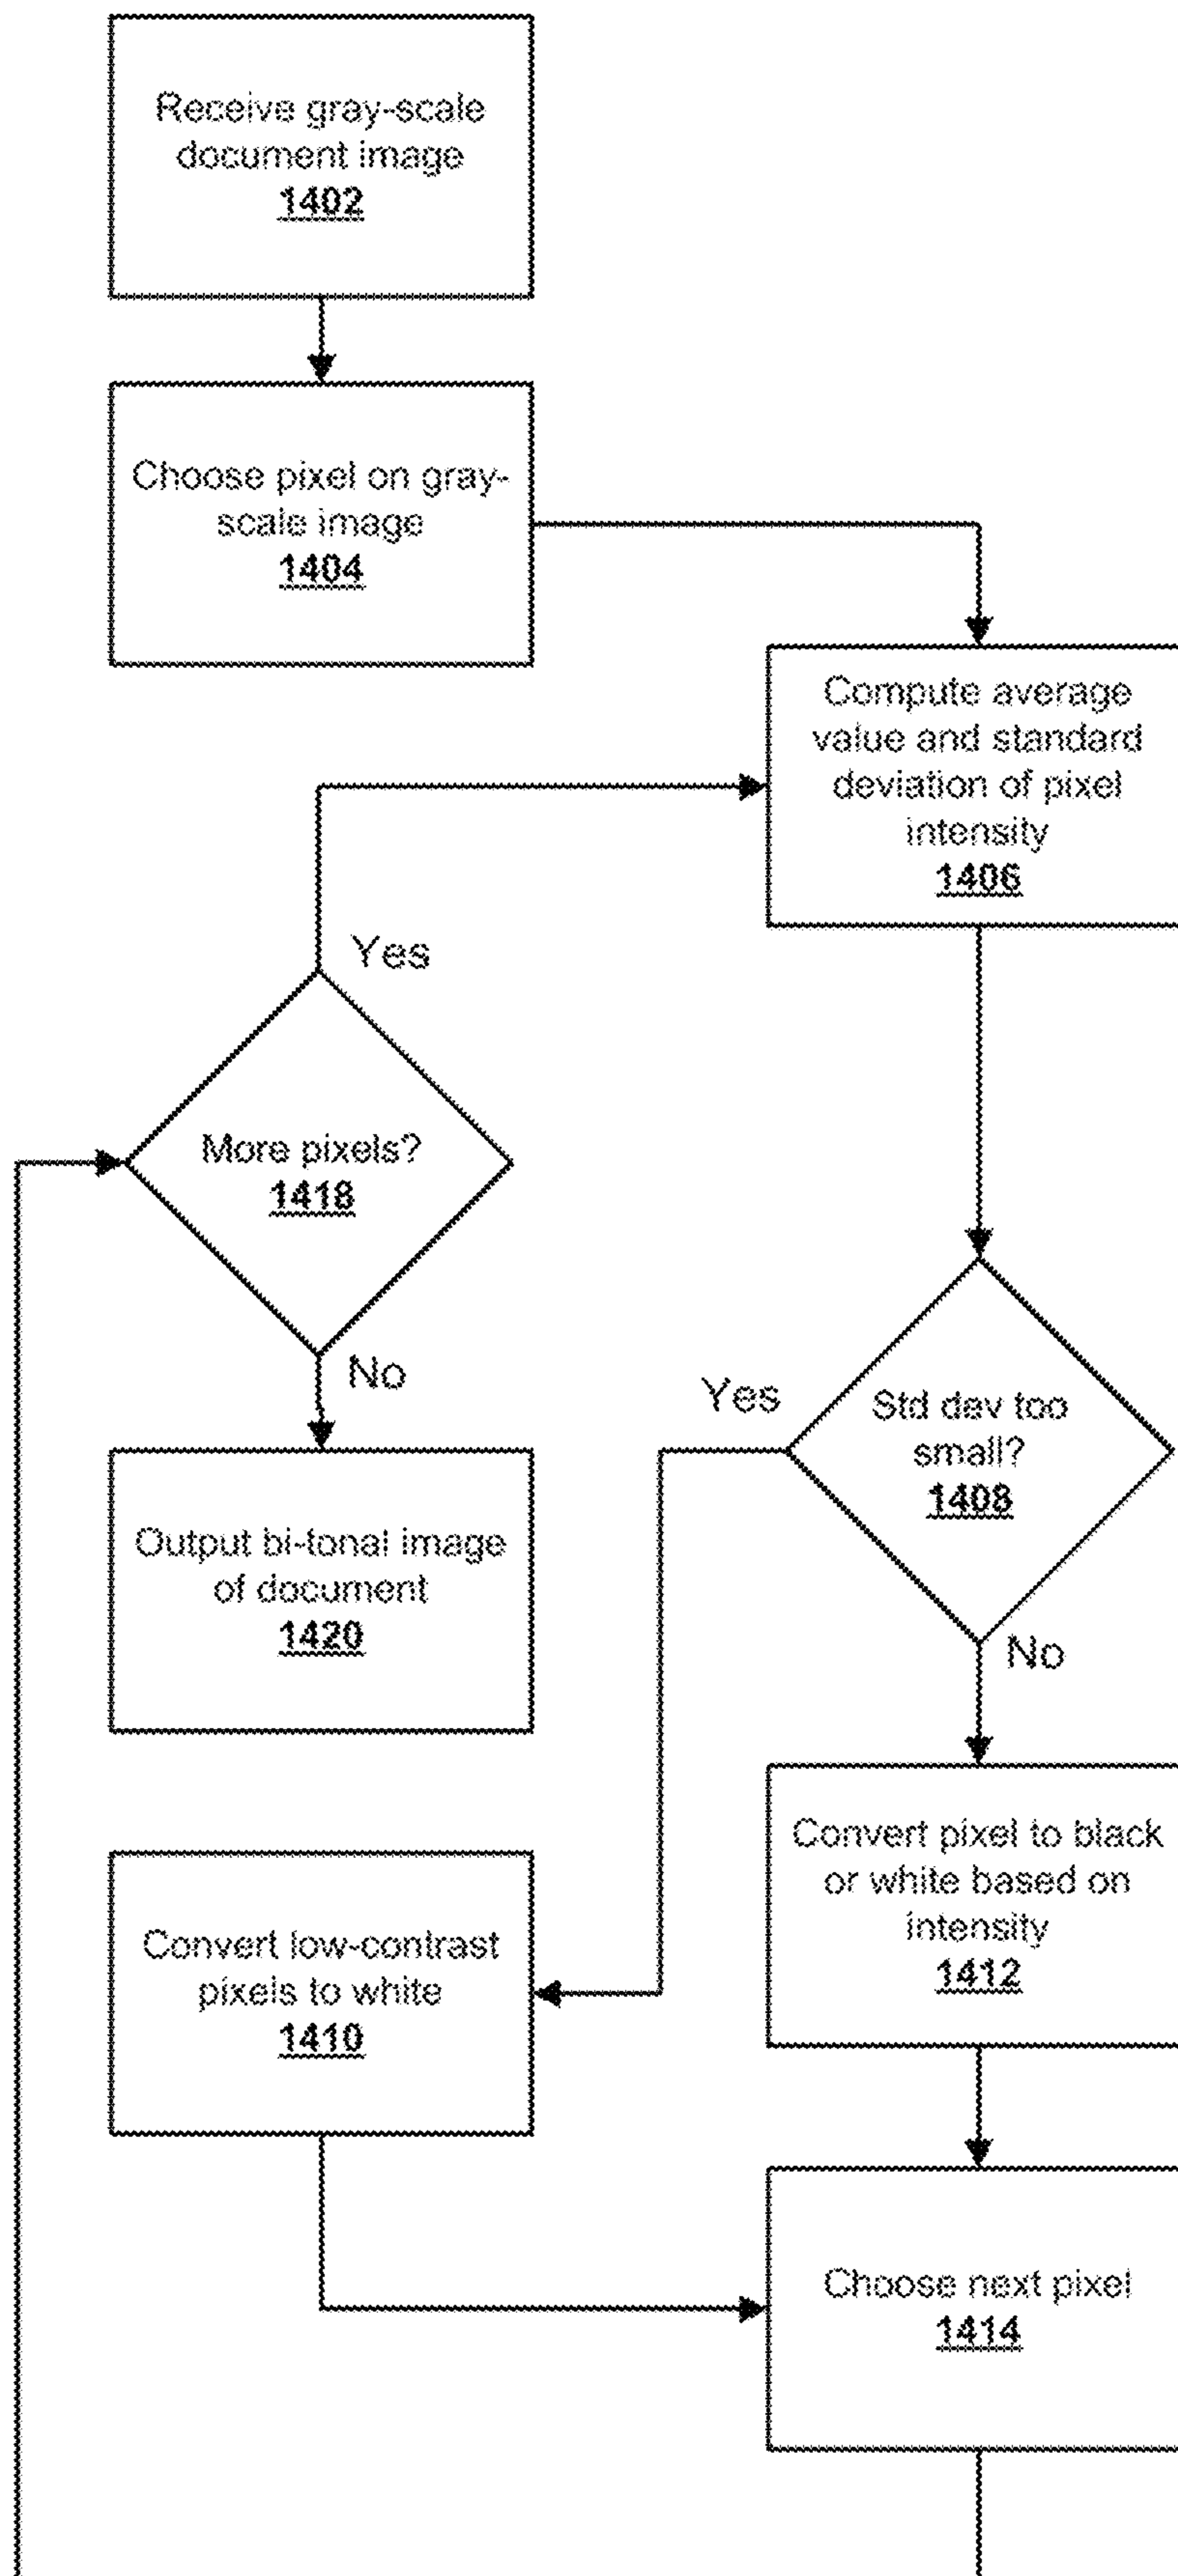 Receive gray-scale
document image
1402
Choose pixel on gray-
scale image
1404
Compute average
value and standard
deviation of pixel
intensity
1406
Yes
More pixels?
1418
No
Yes
Std dev too
small?
1408
No
Output bi-tonal image
of document
1420
Convert pixel to black
or white based on
intensity
1412
Convert low-contrast
pixels to white
1410
Choose next pixel
1414